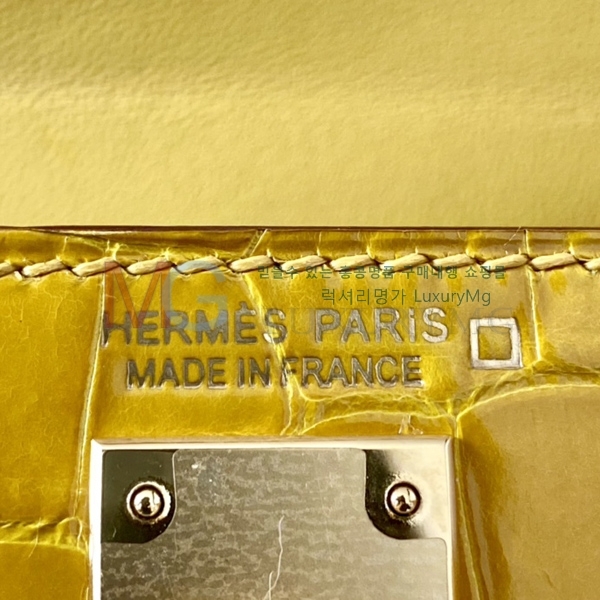 믿을수 있는 홍콩명품 구매대행 쇼핑몰
럭셔리명가 LuxuryMg
MG
HERMÈS PARIS
MADE IN FRANCE